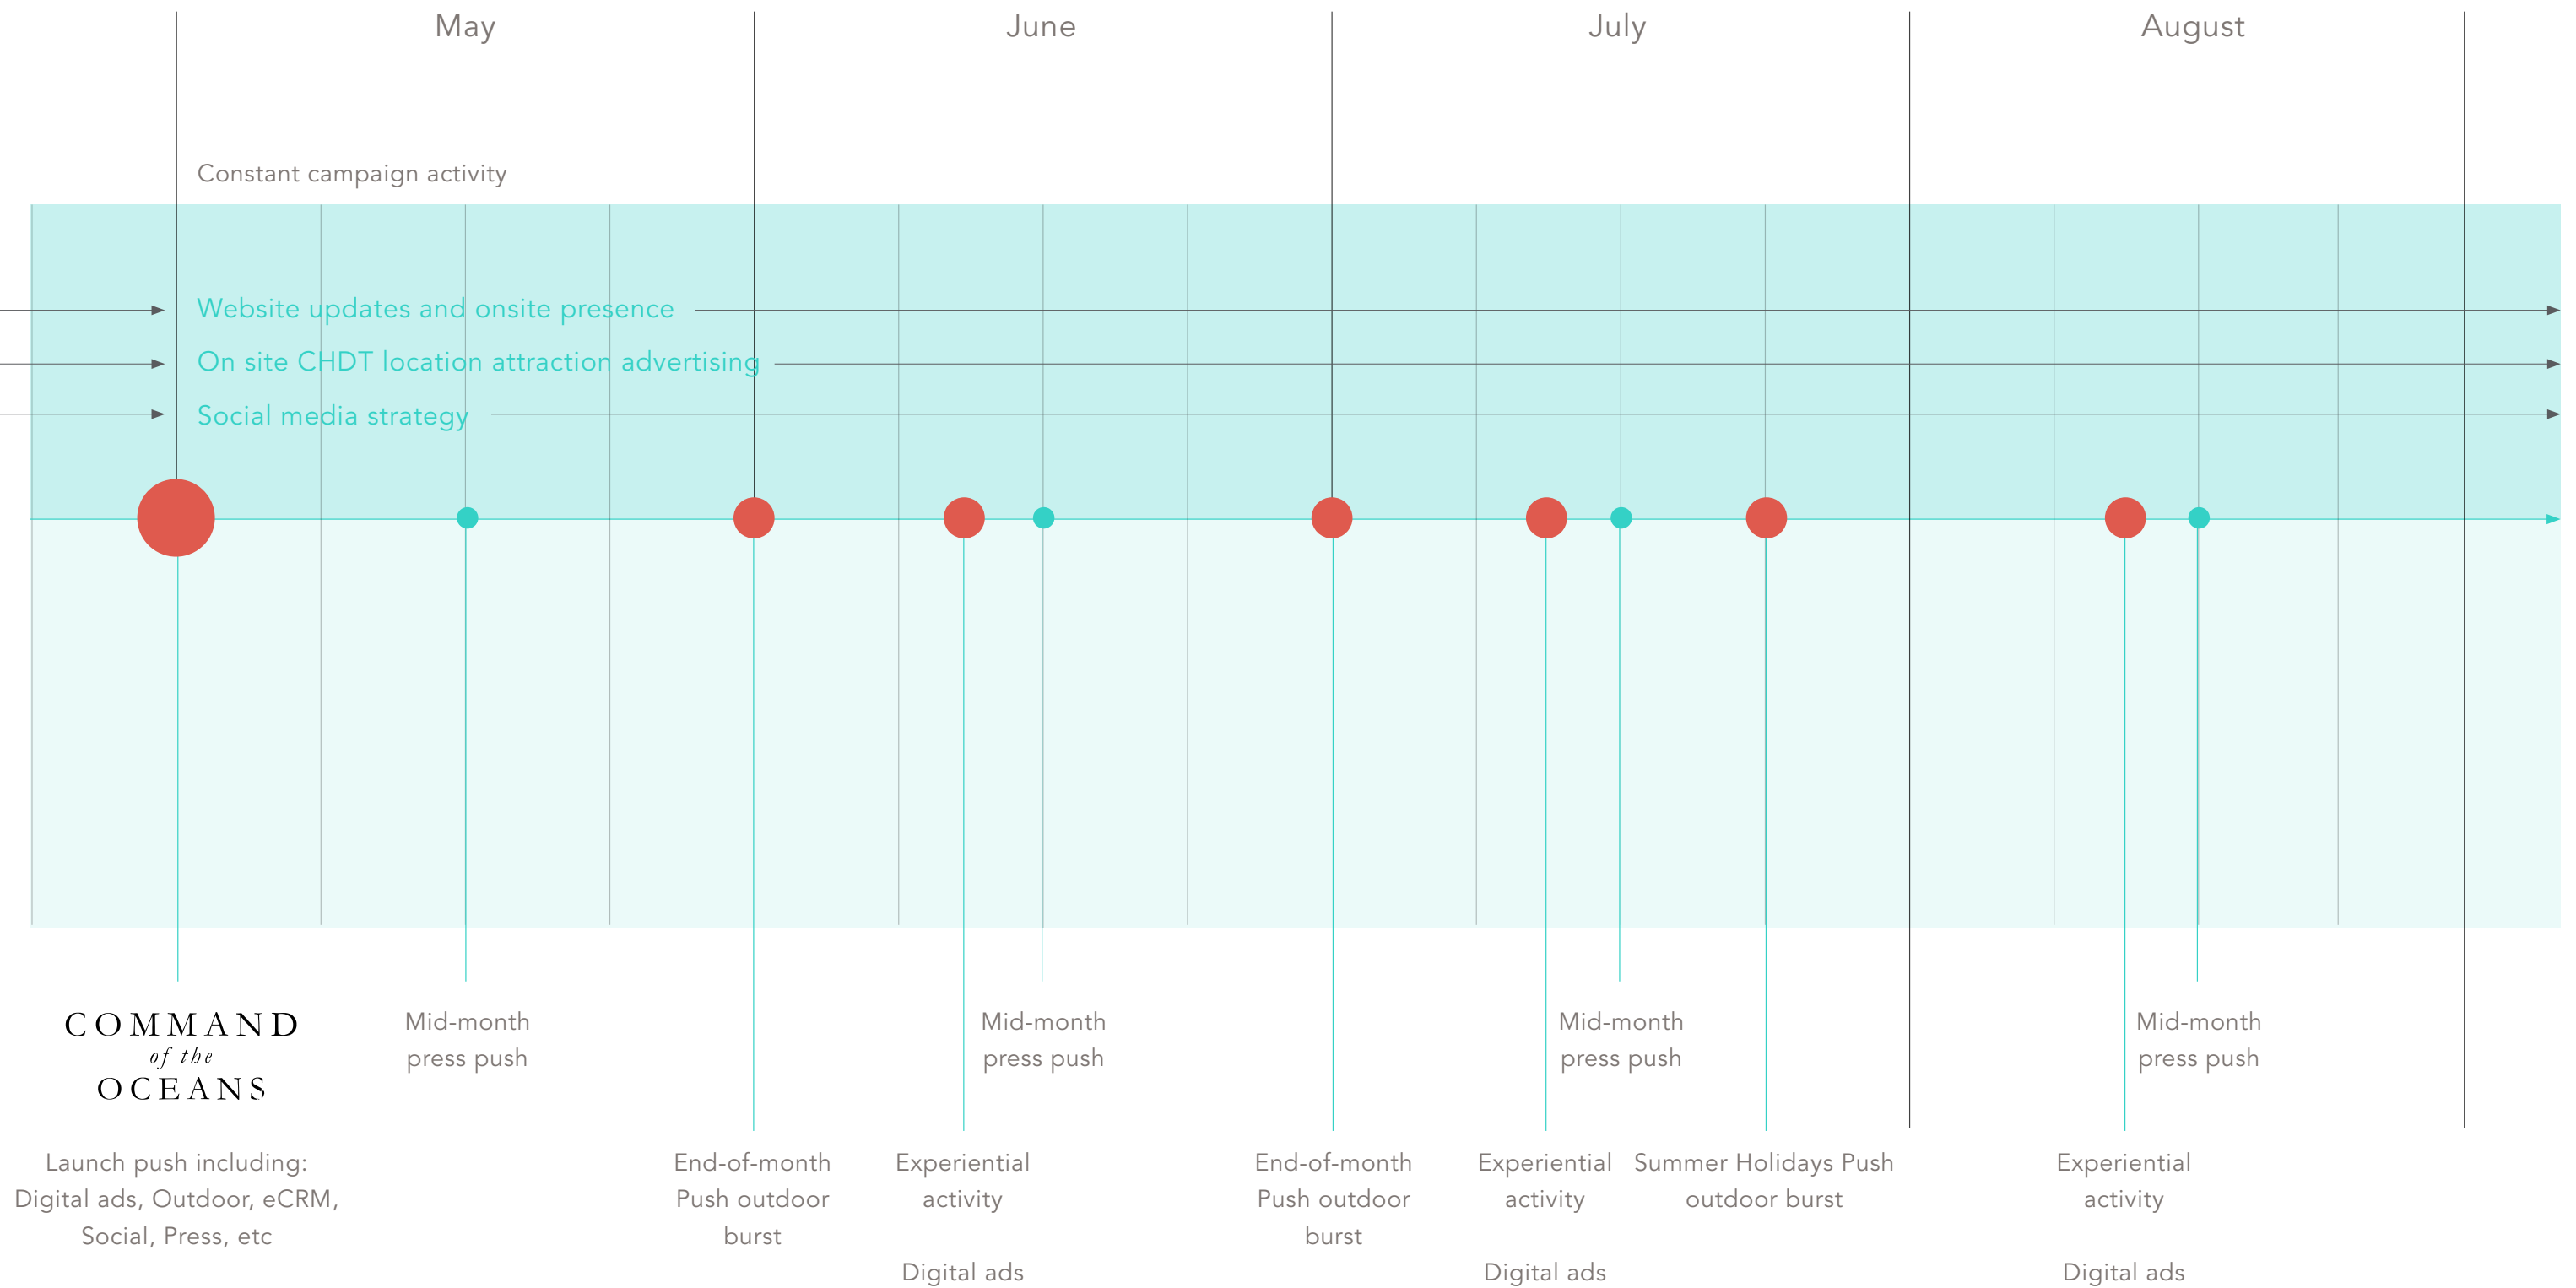 May
June
July
August
Constant campaign activity
Website updates and onsite presence
On site CHDT location attraction advertising
Social media strategy
COMMAND
of the
OCEANS
Launch push including:
Digital ads, Outdoor, eCRM,
Social, Press, etc
Mid-month
press push
End-of-month
Push outdoor
burst
Experiential
activity
Digital ads
Mid-month
press push
End-of-month
Push outdoor
burst
Experiential
activity
Digital ads
Mid-month
press push
Summer Holidays Push
outdoor burst
Experiential
activity
Digital ads
Mid-month
press push